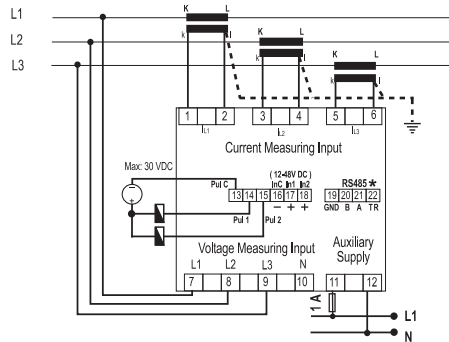 K L
L1
L2 K L
k l
L3 K L
k l
k l
1 2 3 4 5 6
IL1 IL2 IL3
Current Measuring Input
Max: 30 VDC
( 12-48V DC )
InC In1 In2
RS485 *
Pul C 13 14 15 16 17 18 19 20 21 22
- + + GND B A TR
Pul 1 Pul 2
Voltage Measuring Input
Auxiliary
Supply
L1 L2 L3 N
7 8 9 10 11 12
1 A
L1
N